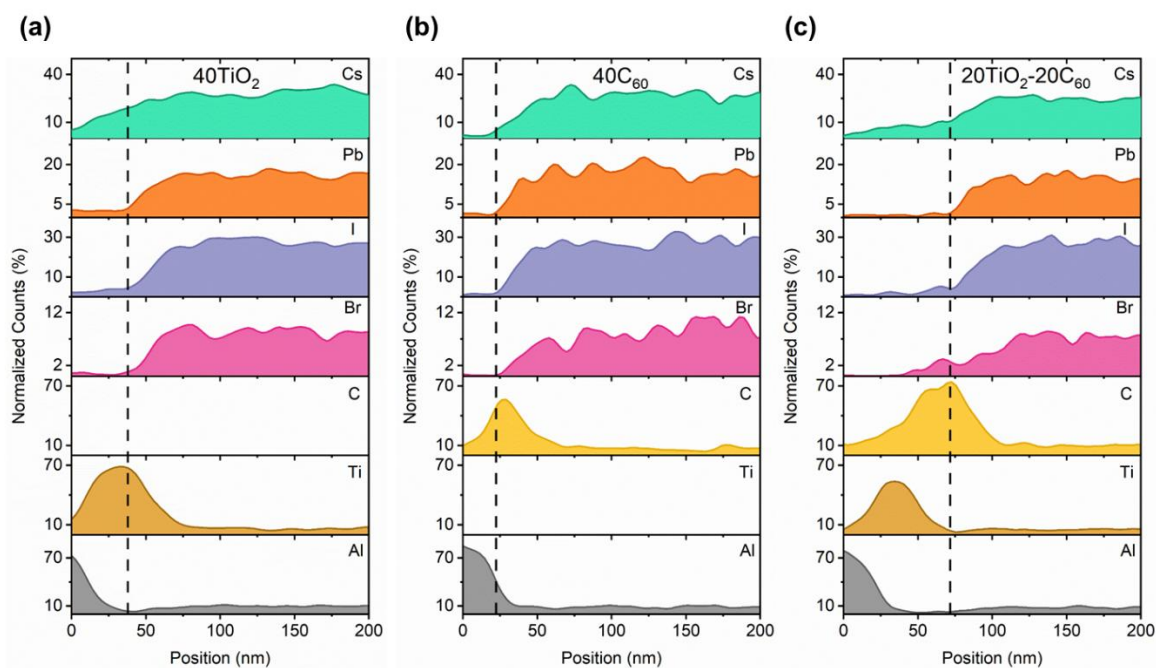 (a)
40TiO₂
Cs
40
10
Pb
20
5
I
30
10
Br
12
2
C
70
10
Ti
70
10
Al
70
10
Normalized Counts (%)
0 50 100 150 200
Position (nm)
(b)
40C₆₀
Cs
40
10
Pb
20
5
I
30
10
Br
12
2
C
70
10
Ti
70
10
Al
70
10
Normalized Counts (%)
0 50 100 150 200
Position (nm)
(c)
20TiO₂-20C₆₀
Cs
40
10
Pb
20
5
I
30
10
Br
12
2
C
70
10
Ti
70
10
Al
70
10
Normalized Counts (%)
0 50 100 150 200
Position (nm)